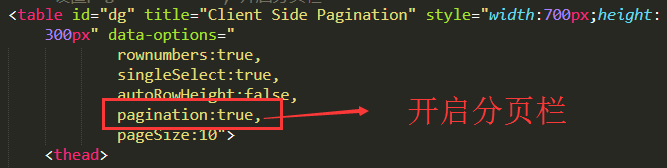 <table id="dg" title="Client Side Pagination" style="width:700px;height:
300px" data-options="
rownumbers:true,
singleSelect:true,
autoRowHeight:false,
pagination:true,
开启分页栏
pageSize:10">
<thead>